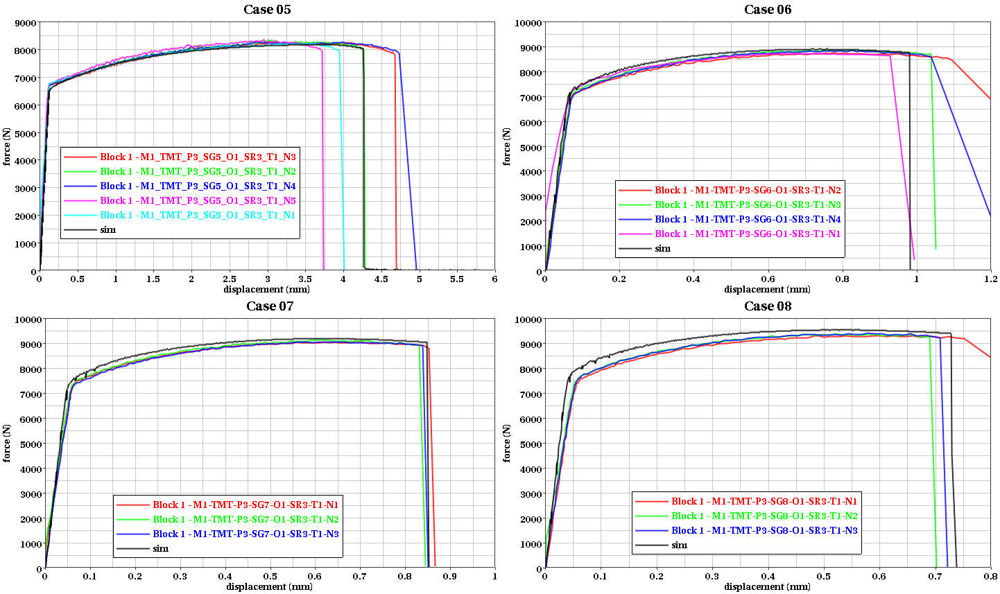 Case 05
9000
8000
7000
6000
5000
4000
3000
2000
1000
0
force (N)
Block 1 - M1_TMT_P3_SG5_O1_SR3_T1_N3
Block 1 - M1_TMT_P3_SG5_O1_SR3_T1_N2
Block 1 - M1_TMT_P3_SG5_O1_SR3_T1_N4
Block 1 - M1_TMT_P3_SG5_O1_SR3_T1_N5
Block 1 - M1_TMT_P3_SG5_O1_SR3_T1_N1
sim
0 0.5 1 1.5 2 2.5 3 3.5 4 4.5 5 5.5 6
displacement (mm)
Case 06
10000
9000
8000
7000
6000
5000
4000
3000
2000
1000
0
force (N)
Block 1 - M1-TMT-P3-SG6-O1-SR3-T1-N2
Block 1 - M1-TMT-P3-SG6-O1-SR3-T1-N3
Block 1 - M1-TMT-P3-SG6-O1-SR3-T1-N4
Block 1 - M1-TMT-P3-SG6-O1-SR3-T1-N1
sim
0 0.2 0.4 0.6 0.8 1 1.2
displacement (mm)
Case 07
10000
9000
8000
7000
6000
5000
4000
3000
2000
1000
0
force (N)
Block 1 - M1-TMT-P3-SG7-O1-SR3-T1-N1
Block 1 - M1-TMT-P3-SG7-O1-SR3-T1-N2
Block 1 - M1-TMT-P3-SG7-O1-SR3-T1-N3
sim
0 0.1 0.2 0.3 0.4 0.5 0.6 0.7 0.8 0.9 1
displacement (mm)
Case 08
10000
9000
8000
7000
6000
5000
4000
3000
2000
1000
0
force (N)
Block 1 - M1-TMT-P3-SG8-O1-SR3-T1-N1
Block 1 - M1-TMT-P3-SG8-O1-SR3-T1-N2
Block 1 - M1-TMT-P3-SG8-O1-SR3-T1-N3
sim
0 0.1 0.2 0.3 0.4 0.5 0.6 0.7 0.8
displacement (mm)